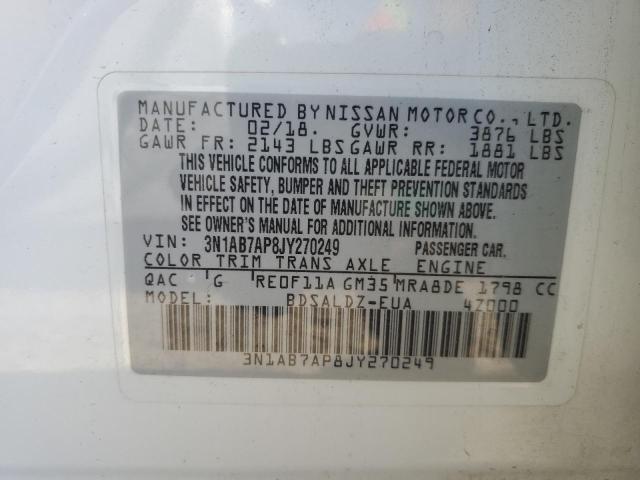 MANUFACTURED BY NISSAN MOTOR CO., LTD.
DATE: 02/18. GVWR: 3876 LBS
GAWR FR: 2143 LBS GAWR RR: 1881 LBS
THIS VEHICLE CONFORMS TO ALL APPLICABLE FEDERAL MOTOR
VEHICLE SAFETY, BUMPER AND THEFT PREVENTION STANDARDS
IN EFFECT ON THE DATE OF MANUFACTURE SHOWN ABOVE.
SEE OWNER'S MANUAL FOR ADDITIONAL INFORMATION.
VIN: 3N1AB7AP8JY270249 PASSENGER CAR.
COLOR TRIM TRANS AXLE ENGINE
QAC G RE0F11A GM35 MRA8DE 1798 CC
MODEL: BDSALDZ-EUA 4Z000
3N1AB7AP8JY270249